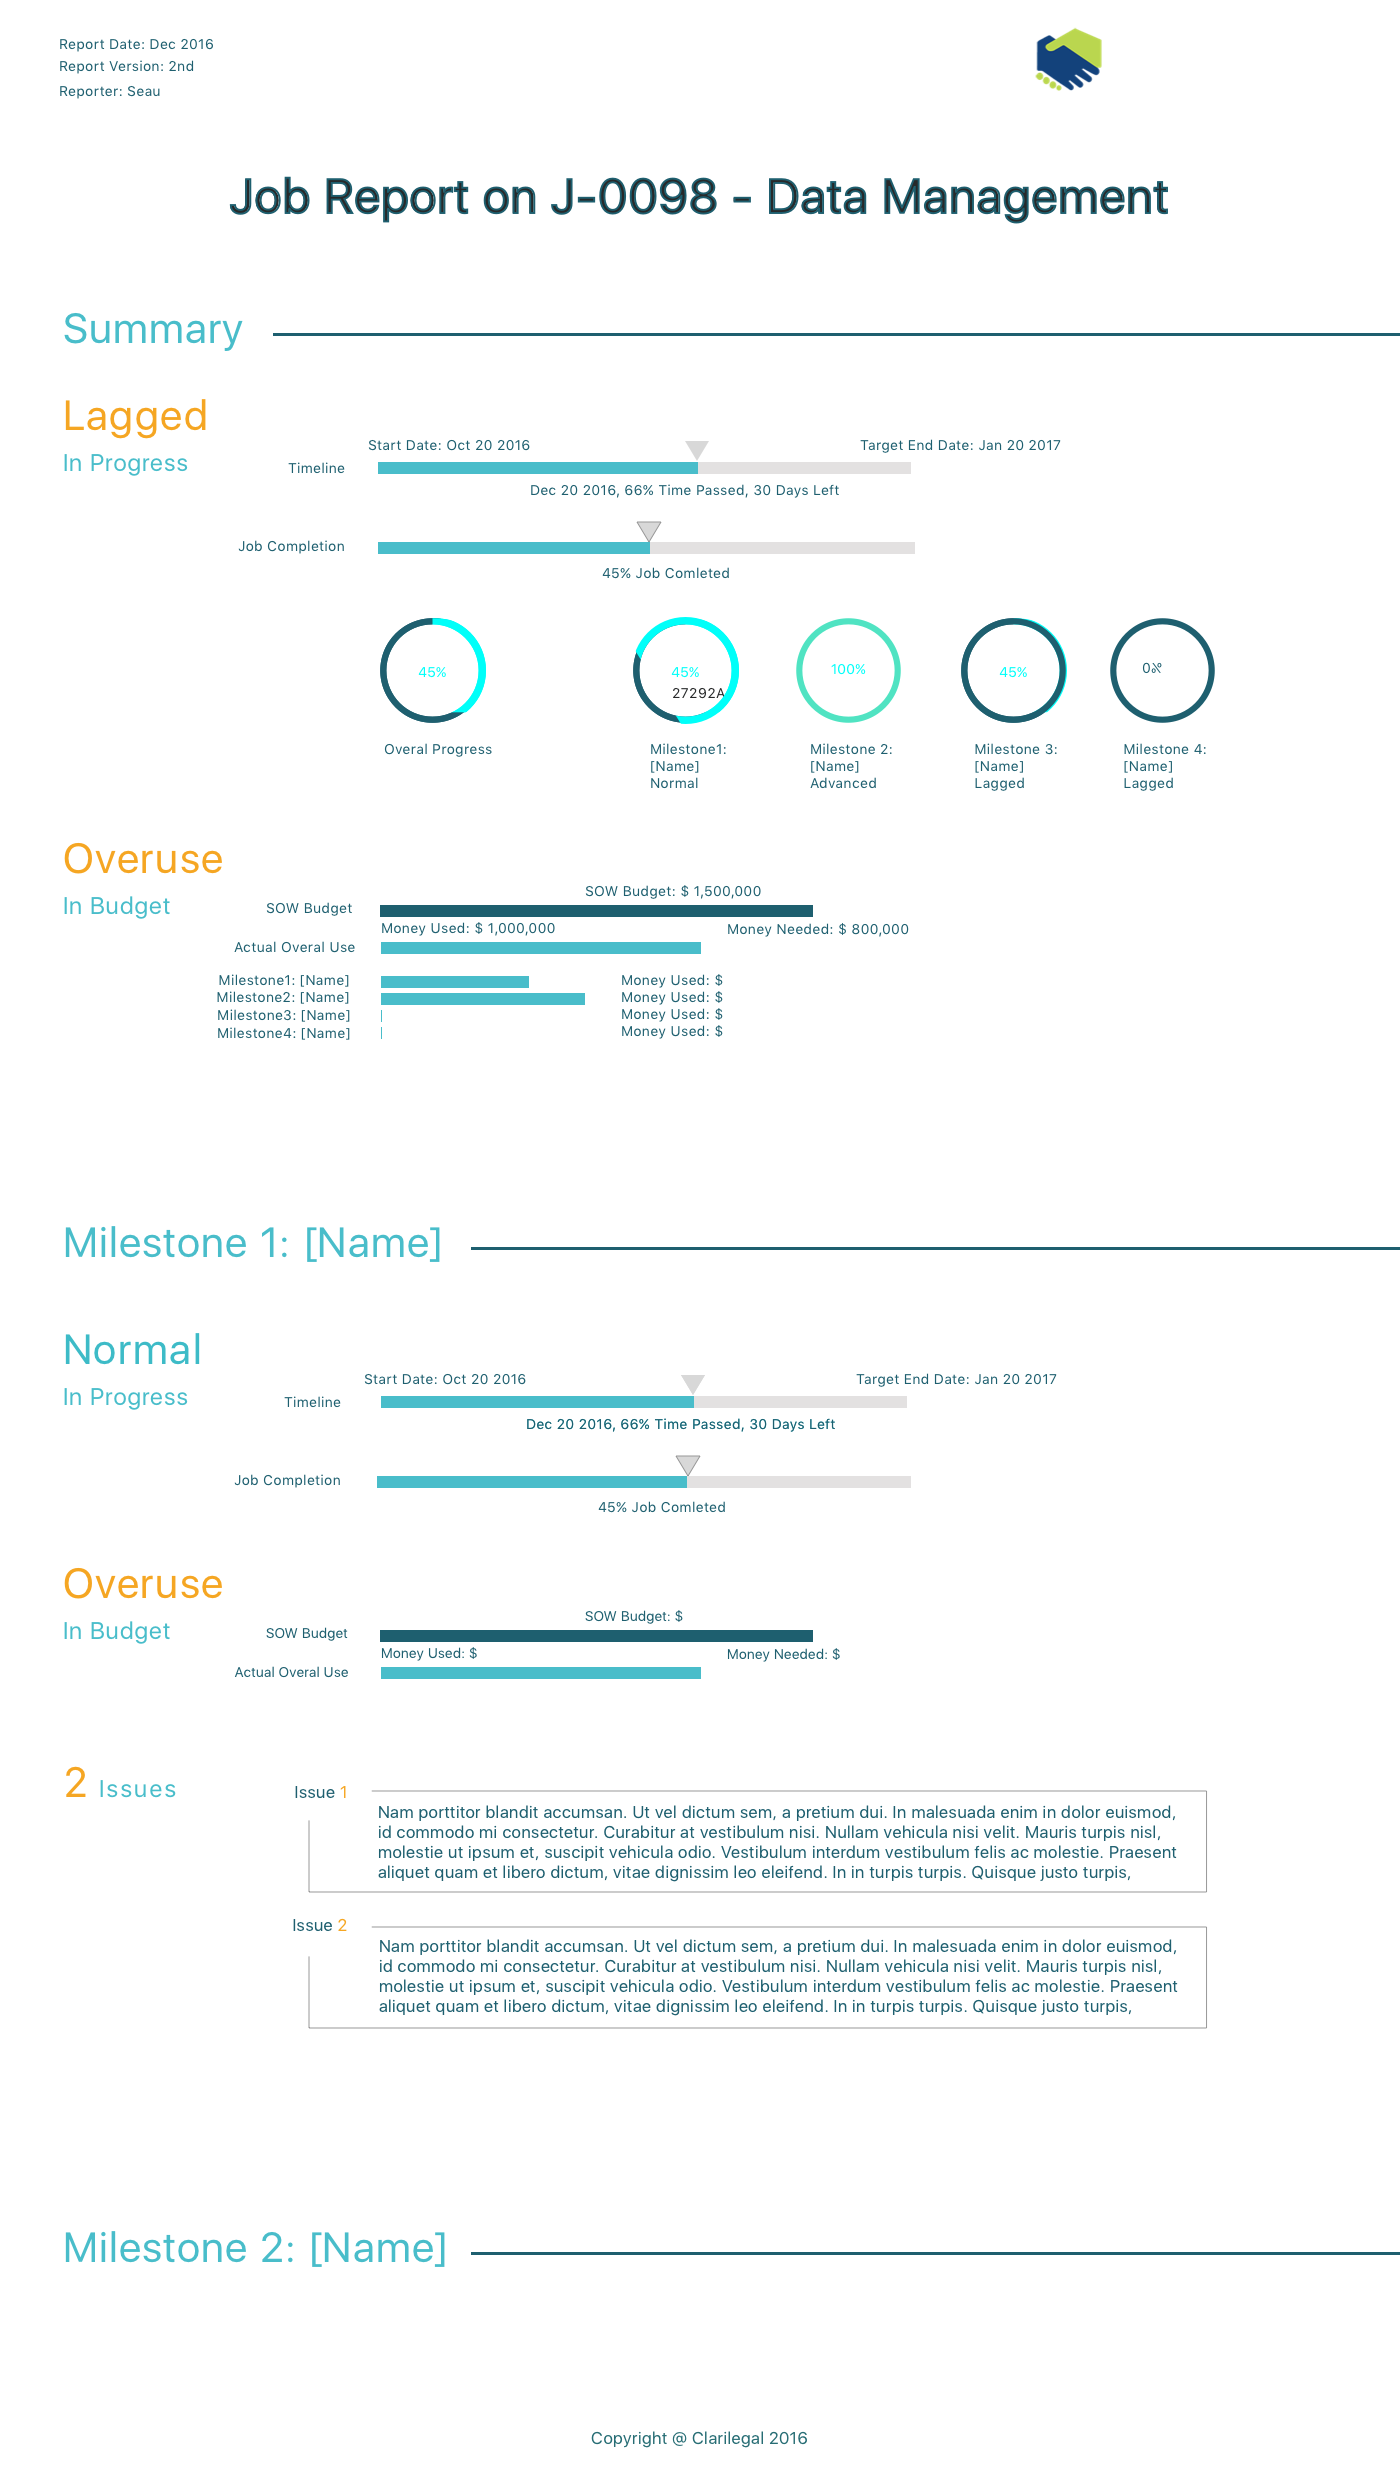 Report Date: Dec 2016
Report Version: 2nd
Reporter: Seau
Job Report on J-0098 - Data Management
Summary
Lagged
In Progress
Start Date: Oct 20 2016
Target End Date: Jan 20 2017
Timeline
Dec 20 2016, 66% Time Passed, 30 Days Left
Job Completion
45% Job Comleted
45%
45%
27292A
100%
45%
0%
Overal Progress
Milestone1:
[Name]
Normal
Milestone 2:
[Name]
Advanced
Milestone 3:
[Name]
Lagged
Milestone 4:
[Name]
Lagged
Overuse
In Budget
SOW Budget: $ 1,500,000
SOW Budget
Money Used: $ 1,000,000
Money Needed: $ 800,000
Actual Overal Use
Milestone1: [Name]
Money Used: $
Milestone2: [Name]
Money Used: $
Milestone3: [Name]
Money Used: $
Milestone4: [Name]
Money Used: $
Milestone 1: [Name]
Normal
In Progress
Start Date: Oct 20 2016
Target End Date: Jan 20 2017
Timeline
Dec 20 2016, 66% Time Passed, 30 Days Left
Job Completion
45% Job Comleted
Overuse
In Budget
SOW Budget: $
SOW Budget
Money Used: $
Money Needed: $
Actual Overal Use
2 Issues
Issue 1
Nam porttitor blandit accumsan. Ut vel dictum sem, a pretium dui. In malesuada enim in dolor euismod,
id commodo mi consectetur. Curabitur at vestibulum nisi. Nullam vehicula nisi velit. Mauris turpis nisl,
molestie ut ipsum et, suscipit vehicula odio. Vestibulum interdum vestibulum felis ac molestie. Praesent
aliquet quam et libero dictum, vitae dignissim leo eleifend. In in turpis turpis. Quisque justo turpis,
Issue 2
Nam porttitor blandit accumsan. Ut vel dictum sem, a pretium dui. In malesuada enim in dolor euismod,
id commodo mi consectetur. Curabitur at vestibulum nisi. Nullam vehicula nisi velit. Mauris turpis nisl,
molestie ut ipsum et, suscipit vehicula odio. Vestibulum interdum vestibulum felis ac molestie. Praesent
aliquet quam et libero dictum, vitae dignissim leo eleifend. In in turpis turpis. Quisque justo turpis,
Milestone 2: [Name]
Copyright @ Clarilegal 2016